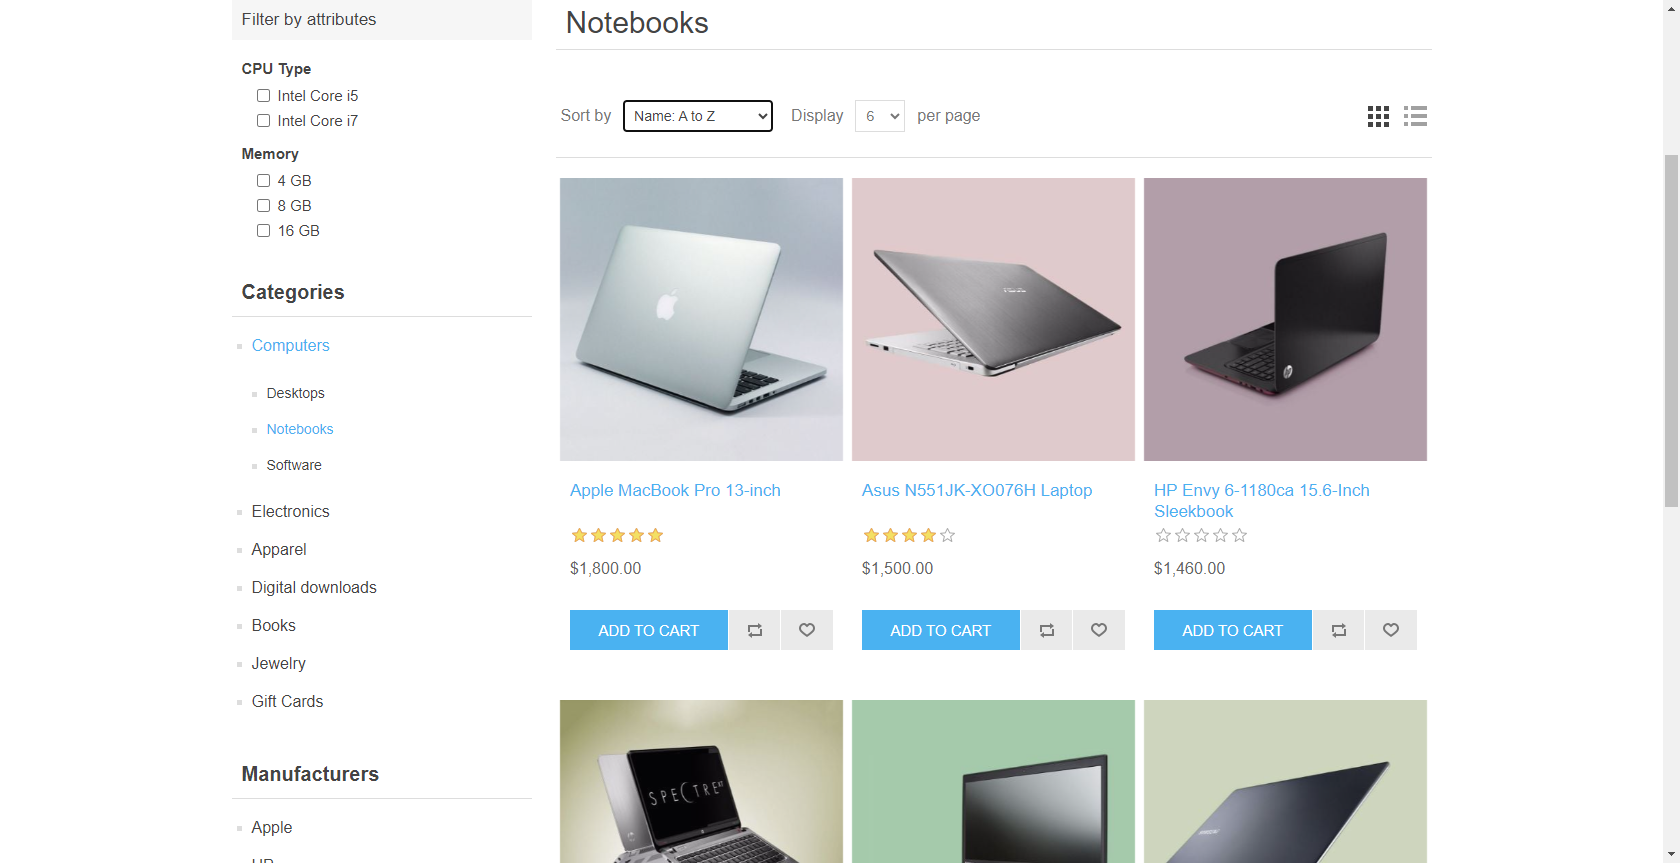 Filter by attributes
CPU Type
Intel Core i5
Intel Core i7
Memory
4 GB
8 GB
16 GB
Categories
Computers
Desktops
Notebooks
Software
Electronics
Apparel
Digital downloads
Books
Jewelry
Gift Cards
Manufacturers
Apple
Notebooks
Sort by Name: A to Z Display 6 per page
Apple MacBook Pro 13-inch
$1,800.00
ADD TO CART
Asus N551JK-XO076H Laptop
$1,500.00
ADD TO CART
hp
HP Envy 6-1180ca 15.6-Inch
Sleekbook
$1,460.00
ADD TO CART
SPECTRE XT
SAMSUNG